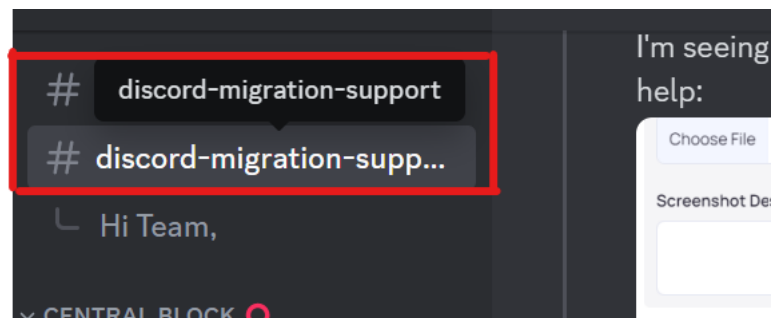 # discord-migration-support
# discord-migration-supp...
Hi Team,
CENTRAL BLOCK
I'm seeing
help:
Choose File
Screenshot Des